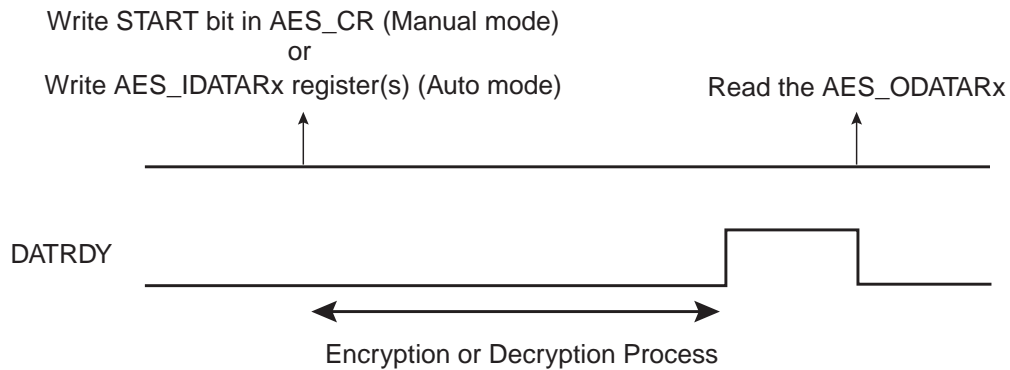 Write START bit in AES_CR (Manual mode)
or
Write AES_IDATARx register(s) (Auto mode)
Read the AES_ODATARx
DATRDY
Encryption or Decryption Process